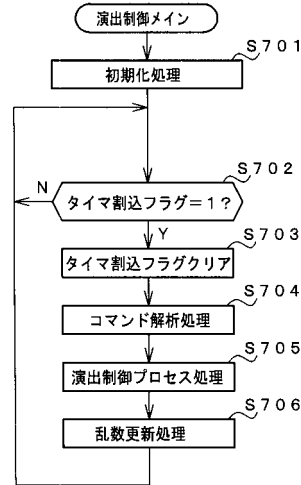 演出制御メイン
S701
初期化処理
S702
N
タイマ割込フラグ=1?
Y
S703
タイマ割込フラグクリア
S704
コマンド解析処理
S705
演出制御プロセス処理
S706
乱数更新処理